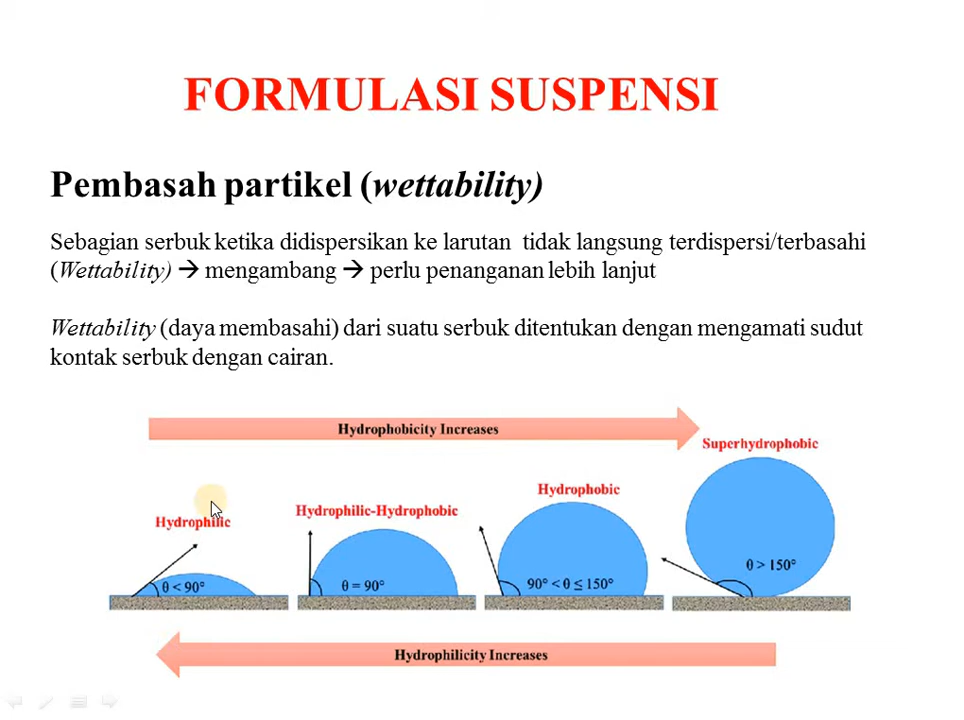 FORMULASI SUSPENSI
Pembasah partikel (wettability)
Sebagian serbuk ketika didispersikan ke larutan tidak langsung terdispersi/terbasahi
(Wettability) → mengambang → perlu penanganan lebih lanjut
Wettability (daya membasahi) dari suatu serbuk ditentukan dengan mengamati sudut
kontak serbuk dengan cairan.
Hydrophobicity Increases
Superhydrophobic
Hydrophobic
Hydrophilic-Hydrophobic
Hydrophilic
θ < 90°
θ = 90°
90° < θ ≤ 150°
θ > 150°
Hydrophilicity Increases